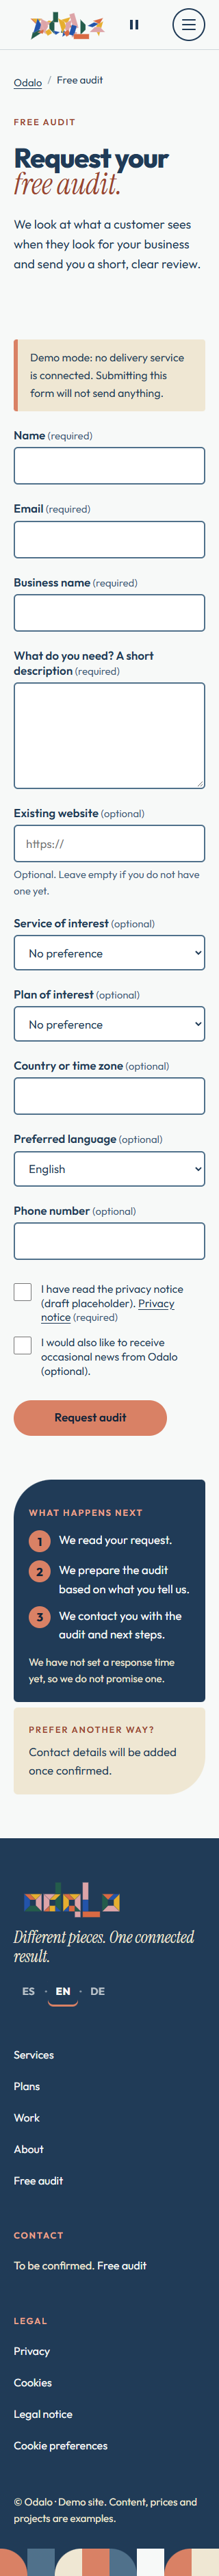 Odalo / Free audit
FREE AUDIT
Request your
free audit.
We look at what a customer sees
when they look for your business
and send you a short, clear review.
Demo mode: no delivery service
is connected. Submitting this
form will not send anything.
Name (required)
Email (required)
Business name (required)
What do you need? A short
description (required)
Existing website (optional)
https://
Optional. Leave empty if you do not have
one yet.
Service of interest (optional)
No preference
Plan of interest (optional)
No preference
Country or time zone (optional)
Preferred language (optional)
English
Phone number (optional)
I have read the privacy notice
(draft placeholder). Privacy
notice (required)
I would also like to receive
occasional news from Odalo
(optional).
Request audit
WHAT HAPPENS NEXT
1 We read your request.
2 We prepare the audit
based on what you tell us.
3 We contact you with the
audit and next steps.
We have not set a response time
yet, so we do not promise one.
PREFER ANOTHER WAY?
Contact details will be added
once confirmed.
odalo
Different pieces. One connected
result.
ES · EN · DE
Services
Plans
Work
About
Free audit
CONTACT
To be confirmed. Free audit
LEGAL
Privacy
Cookies
Legal notice
Cookie preferences
© Odalo · Demo site. Content, prices and
projects are examples.